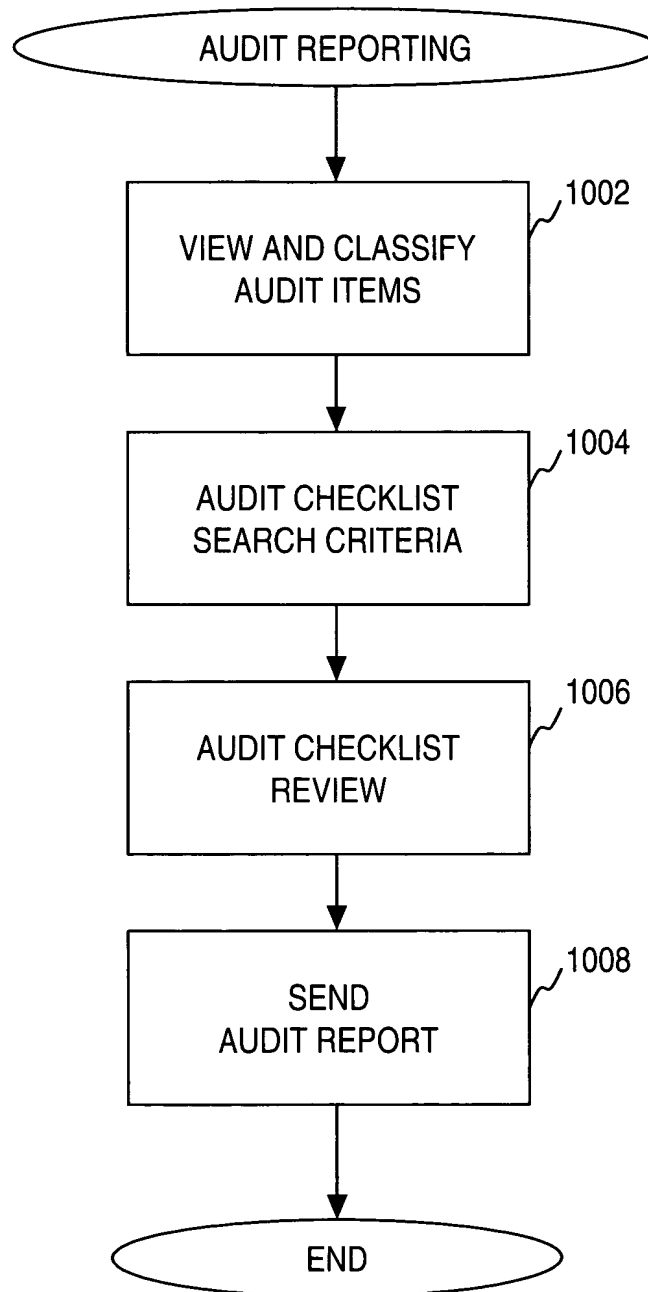 AUDIT REPORTING
1002
VIEW AND CLASSIFY
AUDIT ITEMS
1004
AUDIT CHECKLIST
SEARCH CRITERIA
1006
AUDIT CHECKLIST
REVIEW
1008
SEND
AUDIT REPORT
END